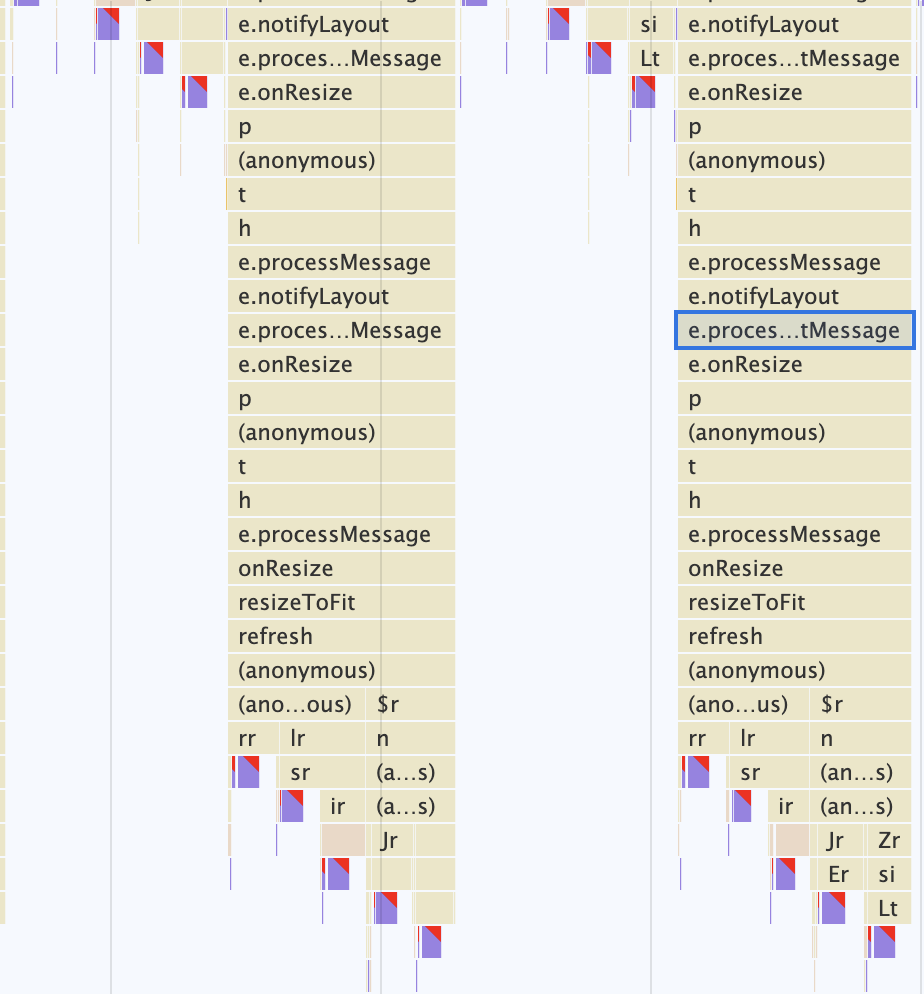 e.notifyLayout si e.notifyLayout
e.proces…Message Lt e.proces…tMessage
e.onResize e.onResize
p p
(anonymous) (anonymous)
t t
h h
e.processMessage e.processMessage
e.notifyLayout e.notifyLayout
e.proces…Message e.proces…tMessage
e.onResize e.onResize
p p
(anonymous) (anonymous)
t t
h h
e.processMessage e.processMessage
onResize onResize
resizeToFit resizeToFit
refresh refresh
(anonymous) (anonymous)
(ano…ous) $r (ano…us) $r
rr lr n rr lr n
sr (a…s) sr (an…s)
ir (a…s) ir (an…s)
Jr Jr Zr
Er si
Lt